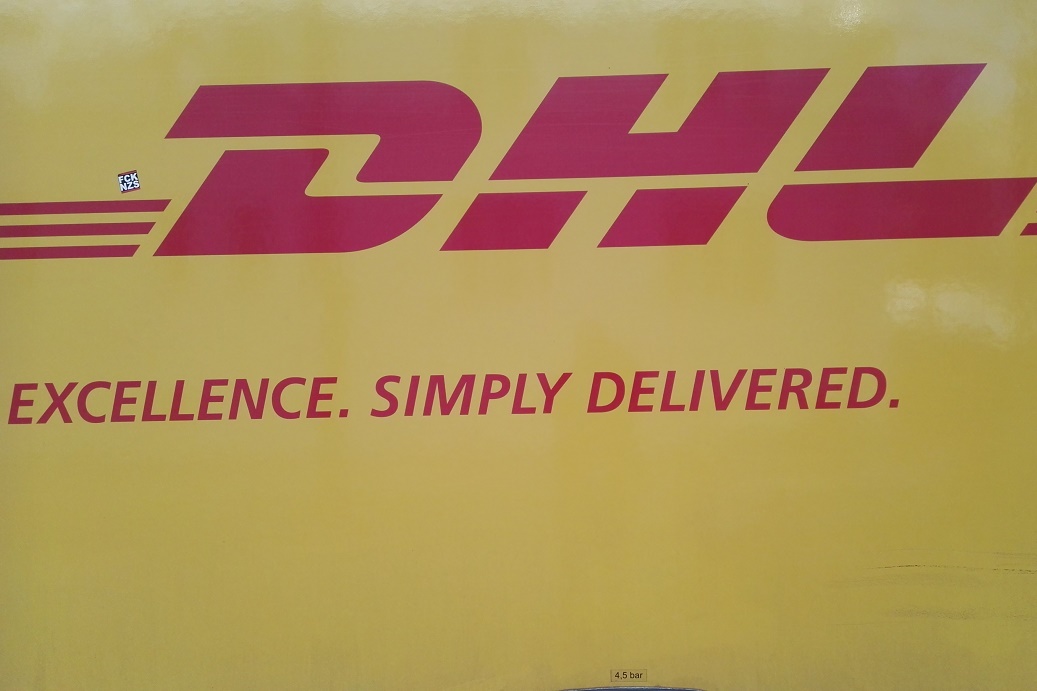 DHL
FCK
NZS
EXCELLENCE. SIMPLY DELIVERED.
4,5 bar